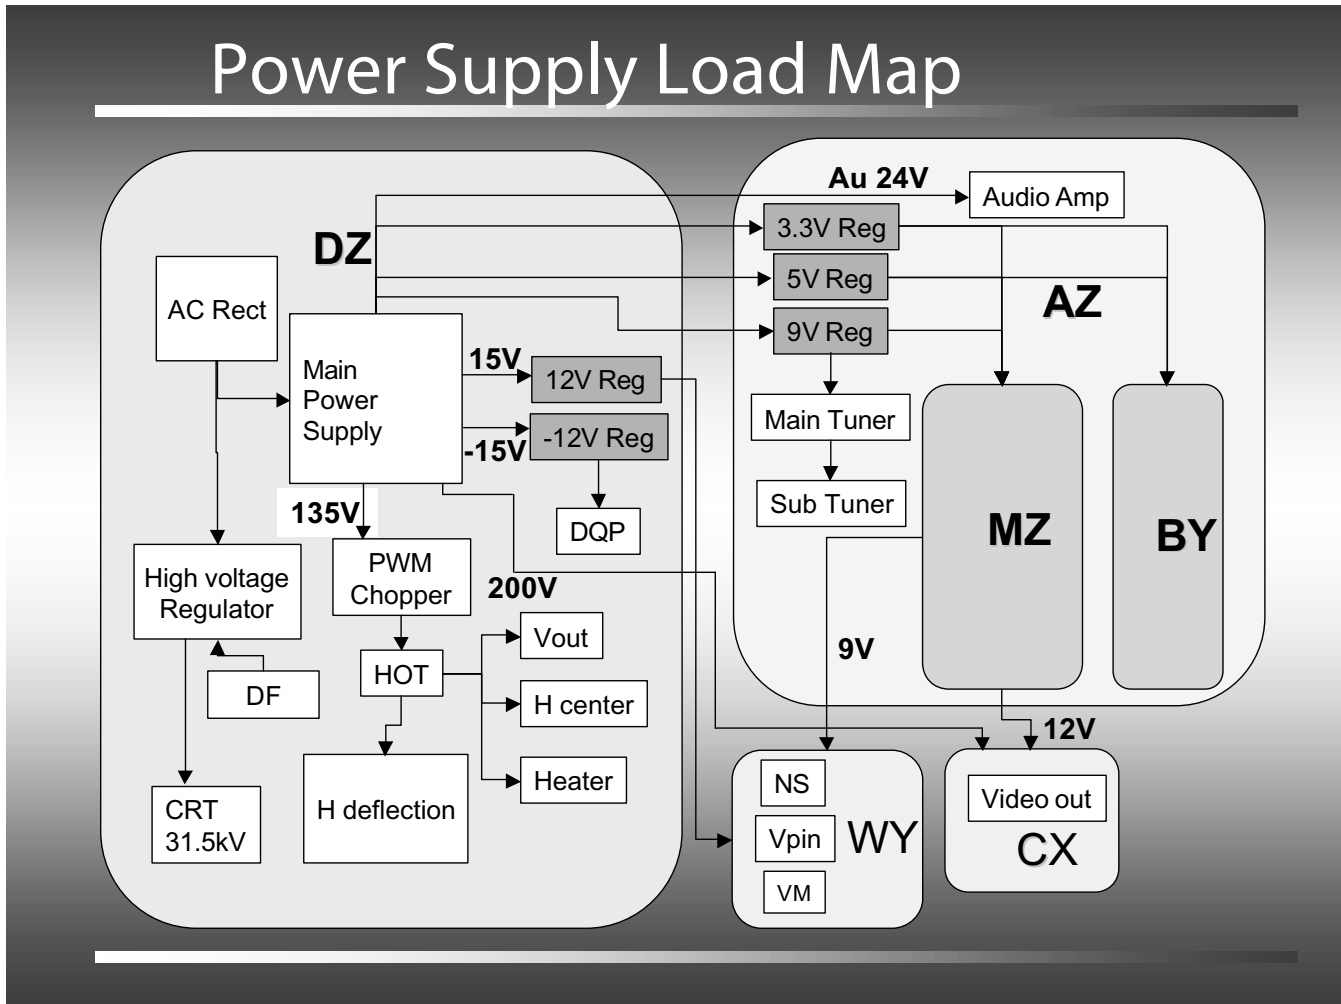 Power Supply Load Map
Au 24V
Audio Amp
DZ
3.3V Reg
5V Reg
AZ
9V Reg
AC Rect
Main
Power
Supply
15V
12V Reg
-15V
-12V Reg
DQP
135V
PWM
Chopper
200V
High voltage
Regulator
DF
HOT
Vout
H center
Heater
H deflection
CRT
31.5kV
Main Tuner
Sub Tuner
MZ
BY
9V
12V
NS
Vpin
VM
WY
Video out
CX